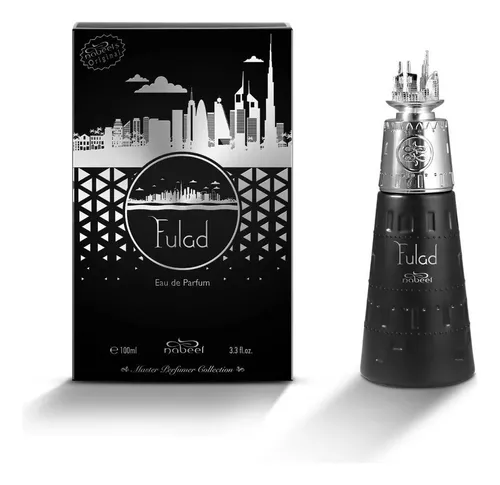 nabeel's
Original
Fulad
Eau de Parfum
℮100ml
nabeel
3.3 fl.oz.
Master Perfumer Collection
Fulad
nabeel